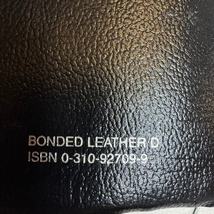 BONDED LEATHER D
ISBN 0-310-92709-9